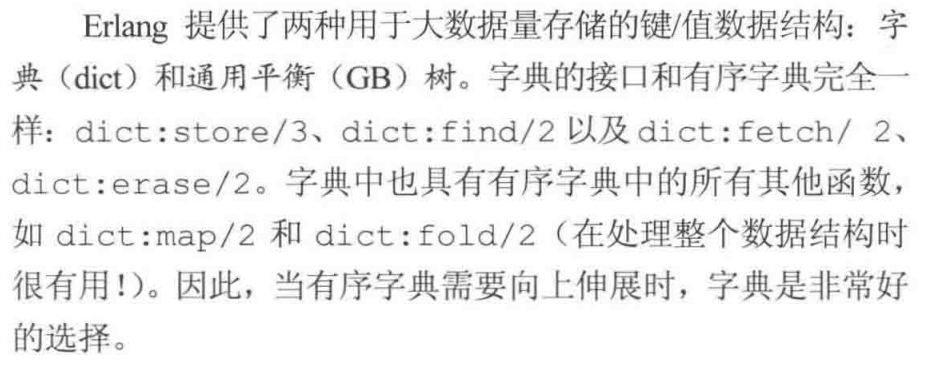 Erlang 提供了两种用于大数据量存储的键/值数据结构：字
典（dict）和通用平衡（GB）树。字典的接口和有序字典完全一
样：dict:store/3、dict:find/2 以及 dict:fetch/ 2、
dict:erase/2。字典中也具有有序字典中的所有其他函数，
如 dict:map/2 和 dict:fold/2（在处理整个数据结构时
很有用！）。因此，当有序字典需要向上伸展时，字典是非常好
的选择。